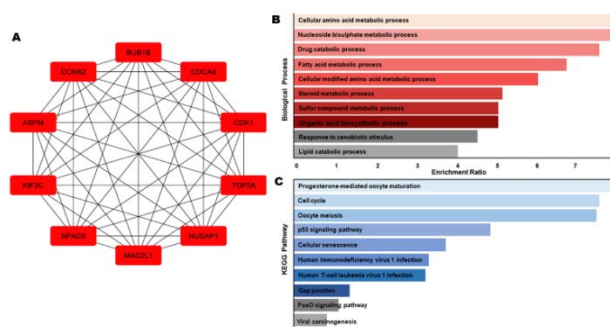 A
BUB1B
CCNB2
CDCA8
ASPM
CDK1
KIF2C
TOP2A
SPAG5
NUSAP1
MAD2L1
B
Biological Process
Cellular amino acid metabolic process
Nucleoside bisulphate metabolic process
Drug catabolic process
Fatty acid metabolic process
Cellular modified amino acid metabolic process
Steroid metabolic process
Sulfur compound metabolic process
Organic acid biosynthetic process
Response to xenobiotic stimulus
Lipid catabolic process
0 1 2 3 4 5 6 7
Enrichment Ratio
C
KEGG Pathway
Progesterone-mediated oocyte maturation
Cell cycle
Oocyte meiosis
p53 signaling pathway
Cellular senescence
Human Immunodeficiency virus 1 infection
Human T-cell leukemia virus 1 infection
Gap junction
FoxO signaling pathway
Viral carcinogenesis